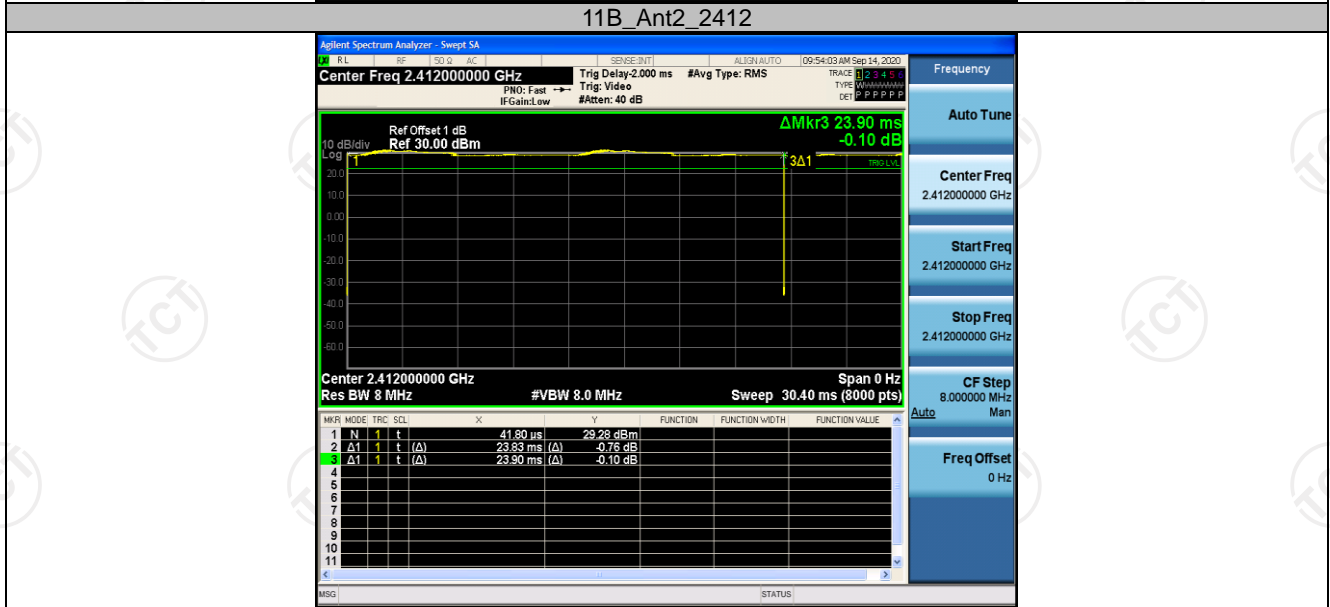 11B_Ant2_2412
Agilent Spectrum Analyzer - Swept SA
RL RF 50 Ω AC SENSE:INT ALIGN AUTO 09:54:03 AM Sep 14, 2020
Center Freq 2.412000000 GHz
PNO: Fast
IFGain:Low
Trig Delay-2.000 ms
Trig: Video
#Atten: 40 dB
#Avg Type: RMS
TRACE 1 2 3 4 5 6
TYPE
DET P P P P P P
ΔMkr3 23.90 ms
-0.10 dB
Ref Offset 1 dB
10 dB/div Ref 30.00 dBm
Log
1
3Δ1
TRIG LVL
20.0
10.0
0.00
-10.0
-20.0
-30.0
-40.0
-50.0
-60.0
Center 2.412000000 GHz Span 0 Hz
Res BW 8 MHz #VBW 8.0 MHz Sweep 30.40 ms (8000 pts)
MKR MODE TRC SCL X Y FUNCTION FUNCTION WIDTH FUNCTION VALUE
1 N 1 t 41.80 µs 29.28 dBm
2 Δ1 1 t (Δ) 23.83 ms (Δ) -0.76 dB
3 Δ1 1 t (Δ) 23.90 ms (Δ) -0.10 dB
4
5
6
7
8
9
10
11
MSG STATUS
Frequency
Auto Tune
Center Freq
2.412000000 GHz
Start Freq
2.412000000 GHz
Stop Freq
2.412000000 GHz
CF Step
8.000000 MHz
Auto Man
Freq Offset
0 Hz
TCT
TCT